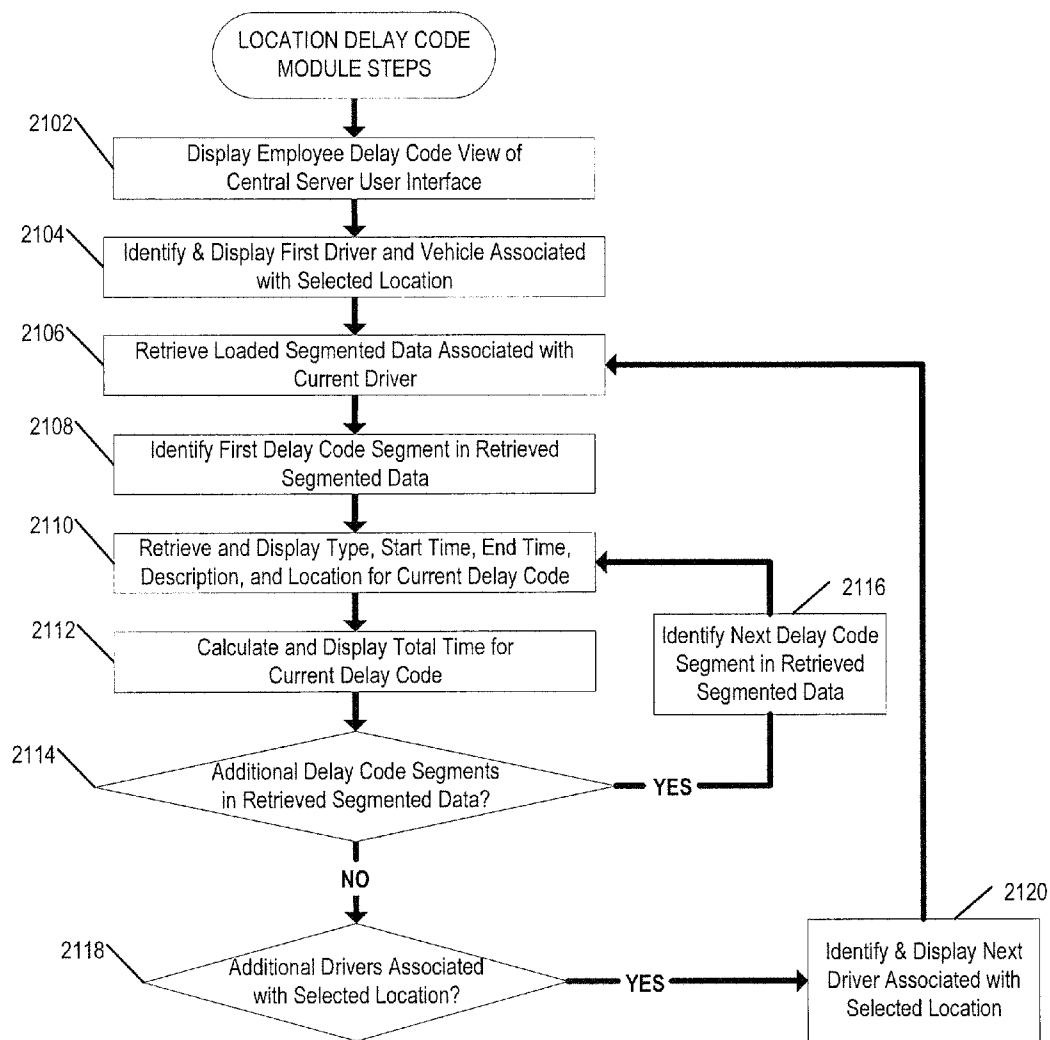 LOCATION DELAY CODE
MODULE STEPS
2102
Display Employee Delay Code View of
Central Server User Interface
2104
Identify & Display First Driver and Vehicle Associated
with Selected Location
2106
Retrieve Loaded Segmented Data Associated with
Current Driver
2108
Identify First Delay Code Segment in Retrieved
Segmented Data
2110
Retrieve and Display Type, Start Time, End Time,
Description, and Location for Current Delay Code
2116
Identify Next Delay Code
Segment in Retrieved
Segmented Data
2112
Calculate and Display Total Time for
Current Delay Code
2114
Additional Delay Code Segments
in Retrieved Segmented Data?
YES
NO
2120
Identify & Display Next
Driver Associated with
Selected Location
2118
Additional Drivers Associated
with Selected Location?
YES